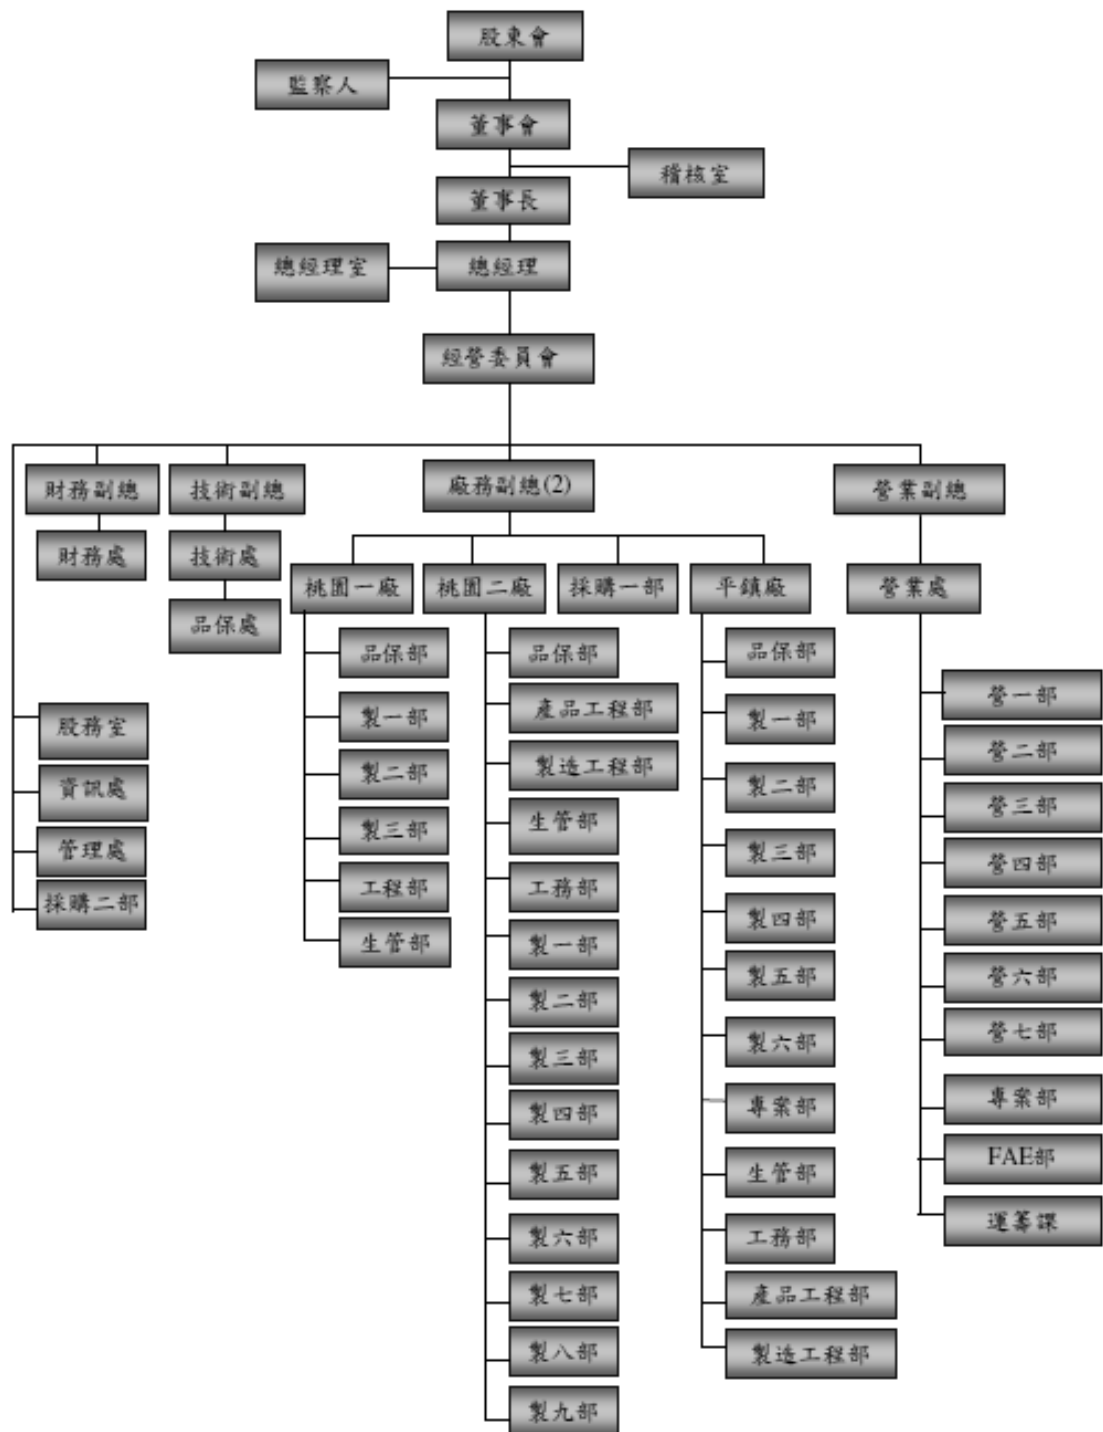 股東會
監察人
董事會
稽核室
董事長
總經理室
總經理
經營委員會
財務副總
技術副總
廠務副總(2)
營業副總
財務處
技術處
品保處
股務室
資訊處
管理處
採購二部
桃園一廠
桃園二廠
採購一部
平鎮廠
營業處
品保部
製一部
製二部
製三部
工程部
生管部
品保部
產品工程部
製造工程部
生管部
工務部
製一部
製二部
製三部
製四部
製五部
製六部
製七部
製八部
製九部
品保部
製一部
製二部
製三部
製四部
製五部
製六部
專案部
生管部
工務部
產品工程部
製造工程部
營一部
營二部
營三部
營四部
營五部
營六部
營七部
專案部
FAE部
運籌課